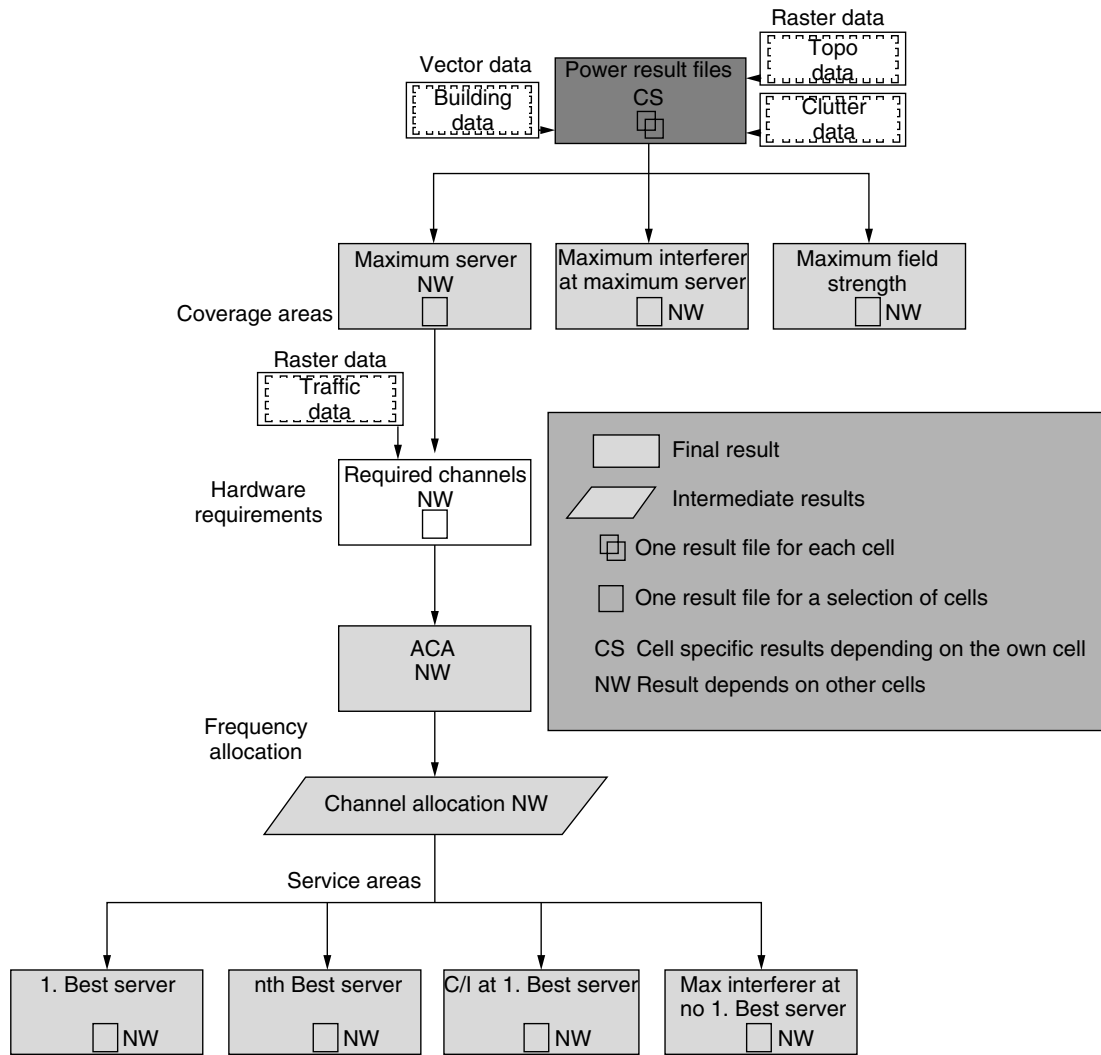 Raster data
Topo
data
Vector data
Building
data
Power result files
CS
Clutter
data
Maximum server
NW
Maximum interferer
at maximum server
NW
Maximum field
strength
NW
Coverage areas
Raster data
Traffic
data
Required channels
NW
Hardware
requirements
Final result
Intermediate results
One result file for each cell
One result file for a selection of cells
CS Cell specific results depending on the own cell
NW Result depends on other cells
ACA
NW
Frequency
allocation
Channel allocation NW
Service areas
1. Best server
NW
nth Best server
NW
C/I at 1. Best server
NW
Max interferer at
no 1. Best server
NW